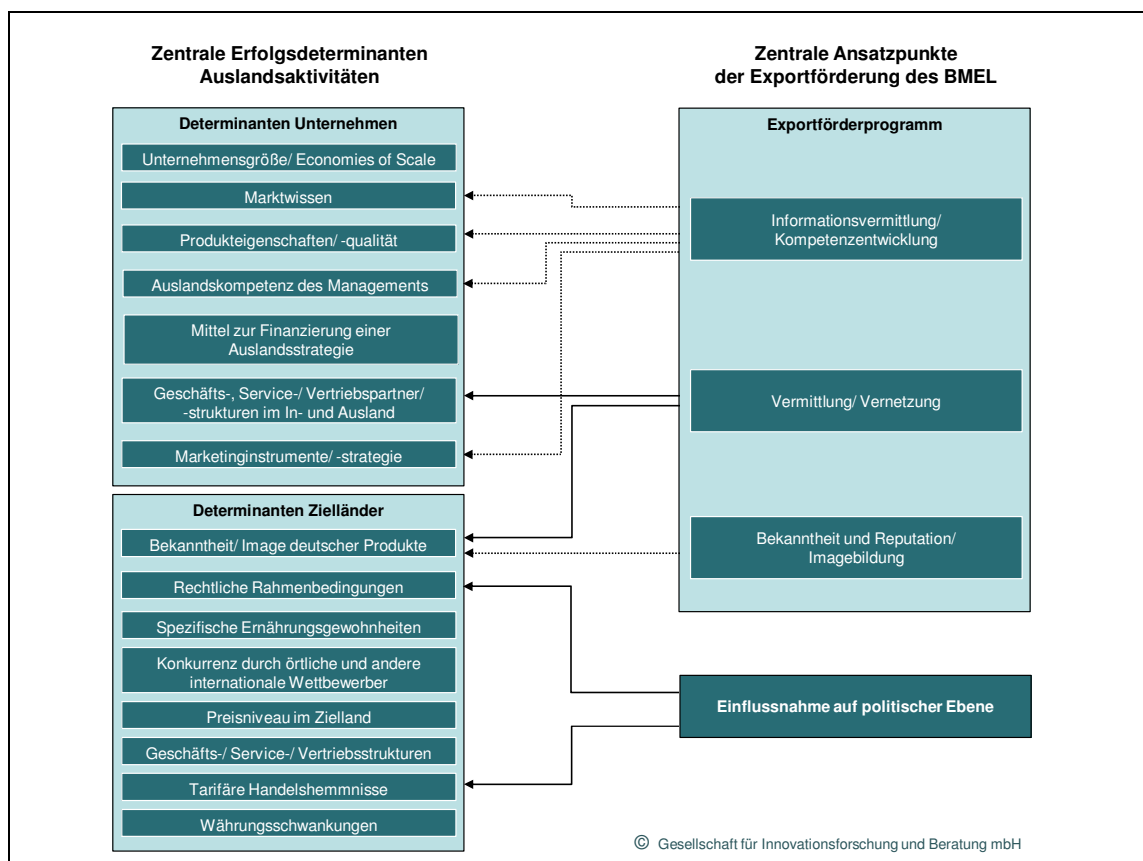 Zentrale Erfolgsdeterminanten
Auslandsaktivitäten
Determinanten Unternehmen
Unternehmensgröße/ Economies of Scale
Marktwissen
Produkteigenschaften/ -qualität
Auslandskompetenz des Managements
Mittel zur Finanzierung einer
Auslandsstrategie
Geschäfts-, Service-/ Vertriebspartner/
-strukturen im In- und Ausland
Marketinginstrumente/ -strategie
Determinanten Zielländer
Bekanntheit/ Image deutscher Produkte
Rechtliche Rahmenbedingungen
Spezifische Ernährungsgewohnheiten
Konkurrenz durch örtliche und andere
internationale Wettbewerber
Preisniveau im Zielland
Geschäfts-/ Service-/ Vertriebsstrukturen
Tarifäre Handelshemmnisse
Währungsschwankungen
Zentrale Ansatzpunkte
der Exportförderung des BMEL
Exportförderprogramm
Informationsvermittlung/
Kompetenzentwicklung
Vermittlung/ Vernetzung
Bekanntheit und Reputation/
Imagebildung
Einflussnahme auf politischer Ebene
© Gesellschaft für Innovationsforschung und Beratung mbH